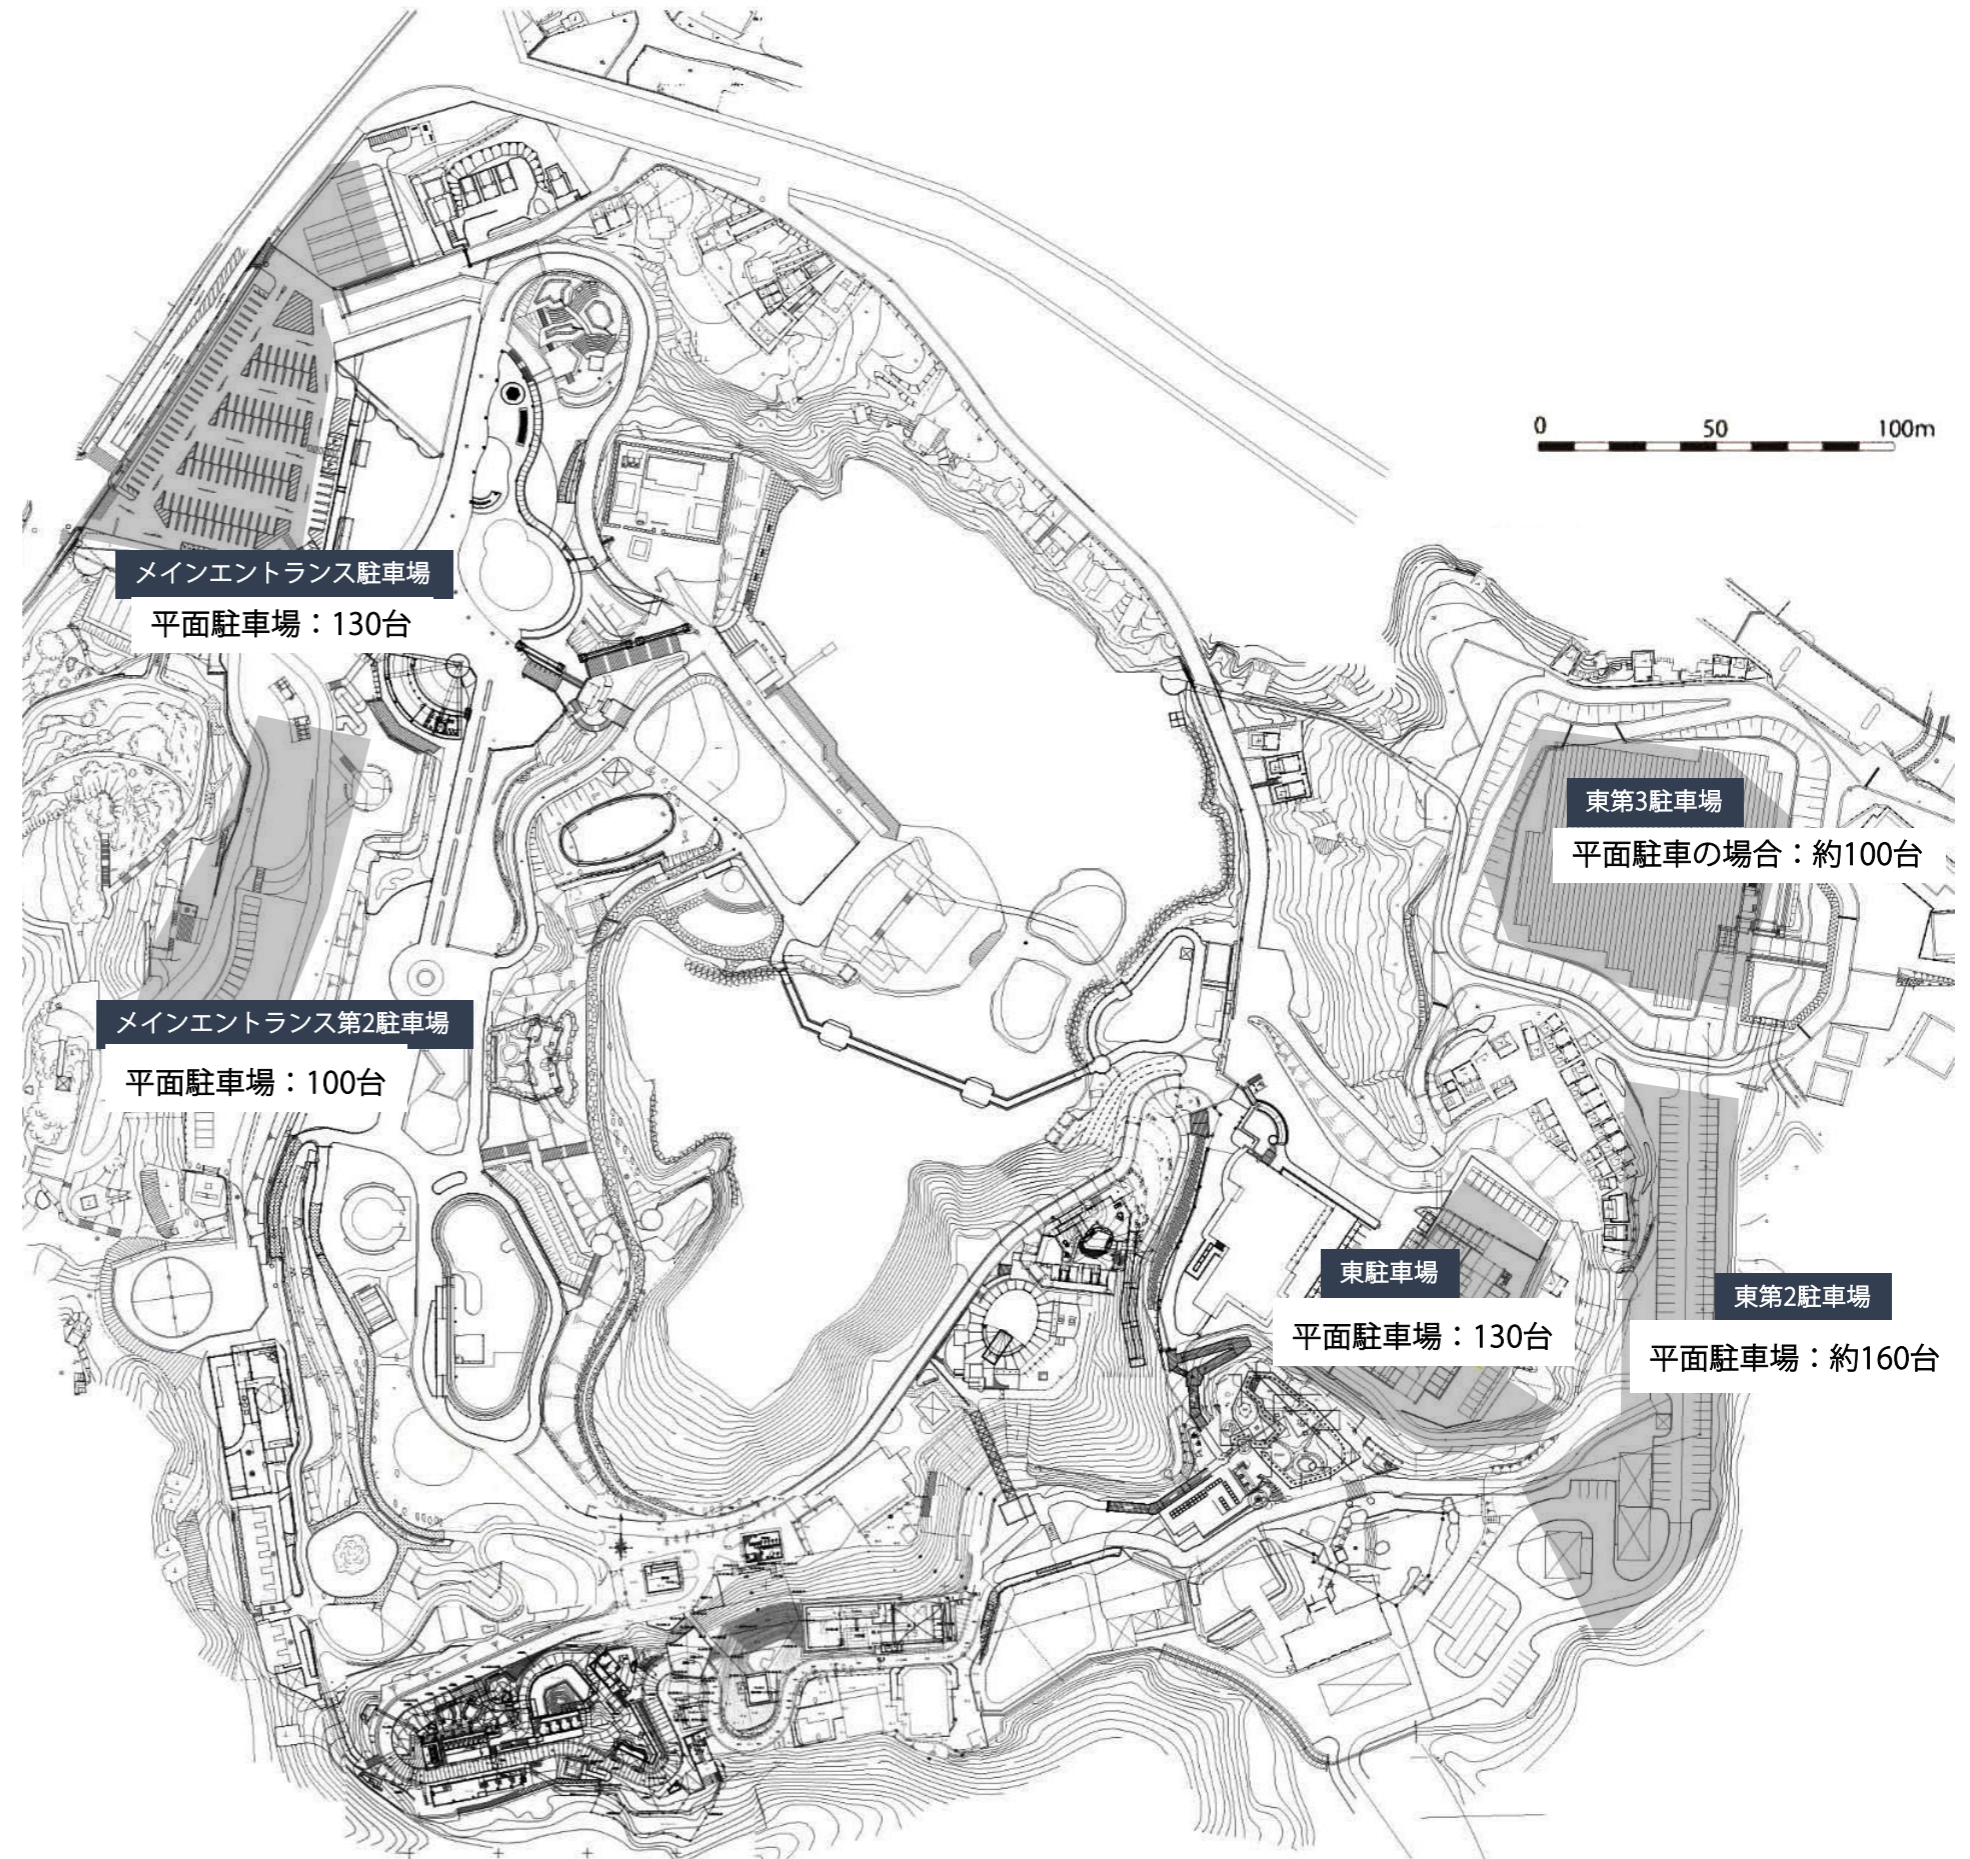 0 50 100m
メインエントランス駐車場
平面駐車場：130台
東第3駐車場
平面駐車の場合：約100台
メインエントランス第2駐車場
平面駐車場：100台
東駐車場
平面駐車場：130台
東第2駐車場
平面駐車場：約160台